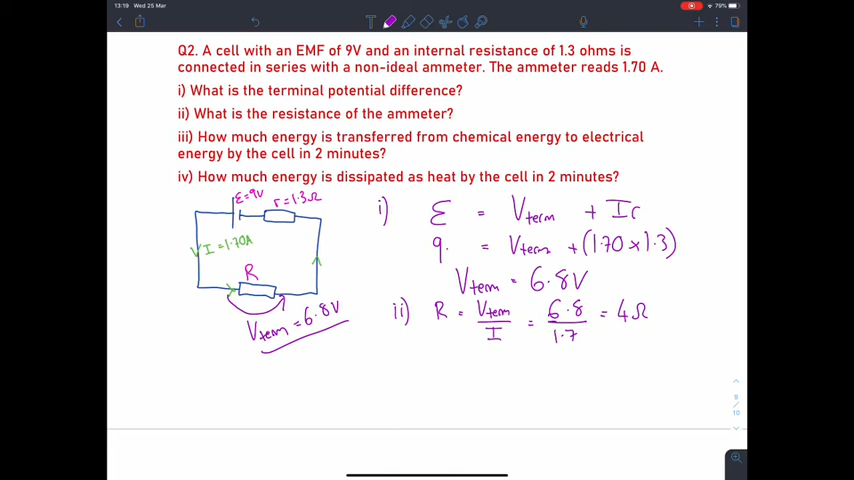 13:19 Wed 25 Mar
79%
Q2. A cell with an EMF of 9V and an internal resistance of 1.3 ohms is
connected in series with a non-ideal ammeter. The ammeter reads 1.70 A.
i) What is the terminal potential difference?
ii) What is the resistance of the ammeter?
iii) How much energy is transferred from chemical energy to electrical
energy by the cell in 2 minutes?
iv) How much energy is dissipated as heat by the cell in 2 minutes?
ε=9V r=1.3Ω
I=1.70A
R
Vterm = 6.8V
i) ε = Vterm + Ir
9. = Vterm + (1.70 x 1.3)
Vterm = 6.8V
ii) R = Vterm / I = 6.8 / 1.7 = 4Ω
9 / 10